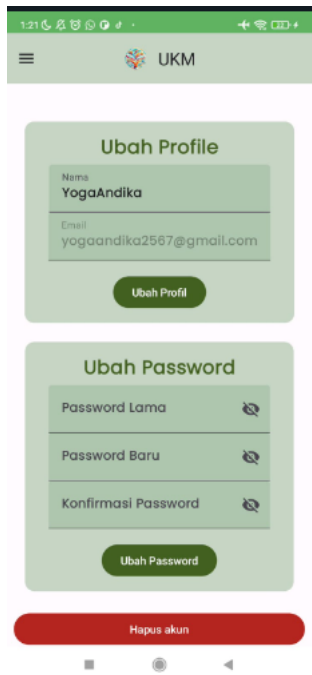 1:21
UKM
Ubah Profile
Nama
YogaAndika
Email
yogaandika2567@gmail.com
Ubah Profil
Ubah Password
Password Lama
Password Baru
Konfirmasi Password
Ubah Password
Hapus akun